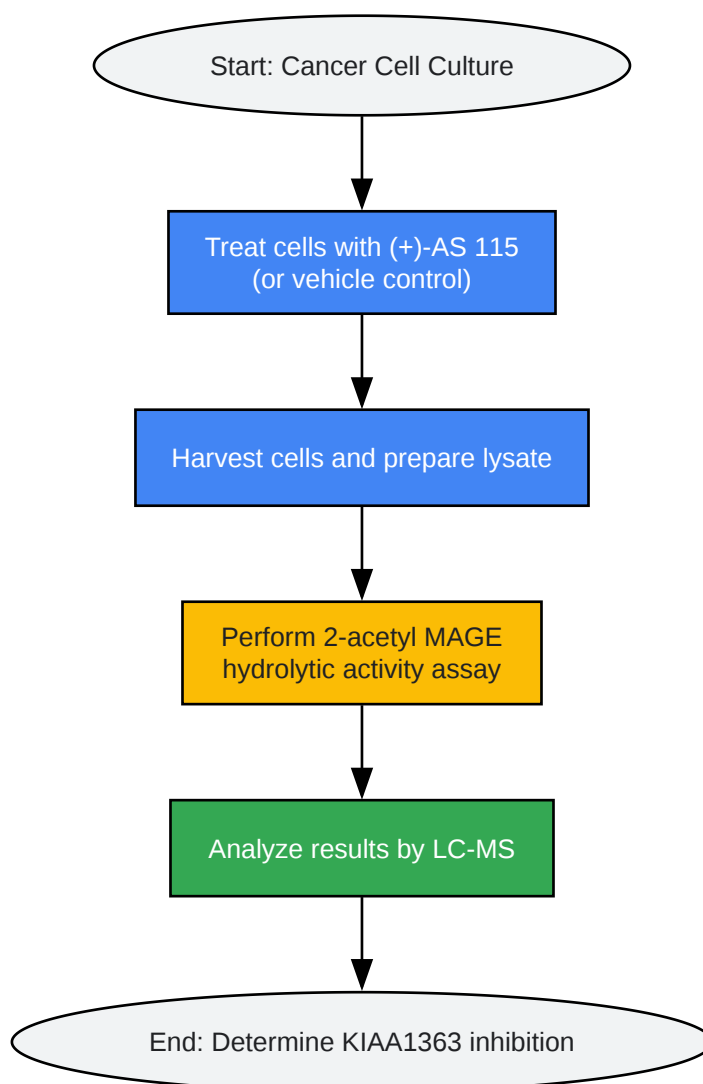 Start: Cancer Cell Culture
Treat cells with (+)-AS 115
(or vehicle control)
Harvest cells and prepare lysate
Perform 2-acetyl MAGE
hydrolytic activity assay
Analyze results by LC-MS
End: Determine KIAA1363 inhibition